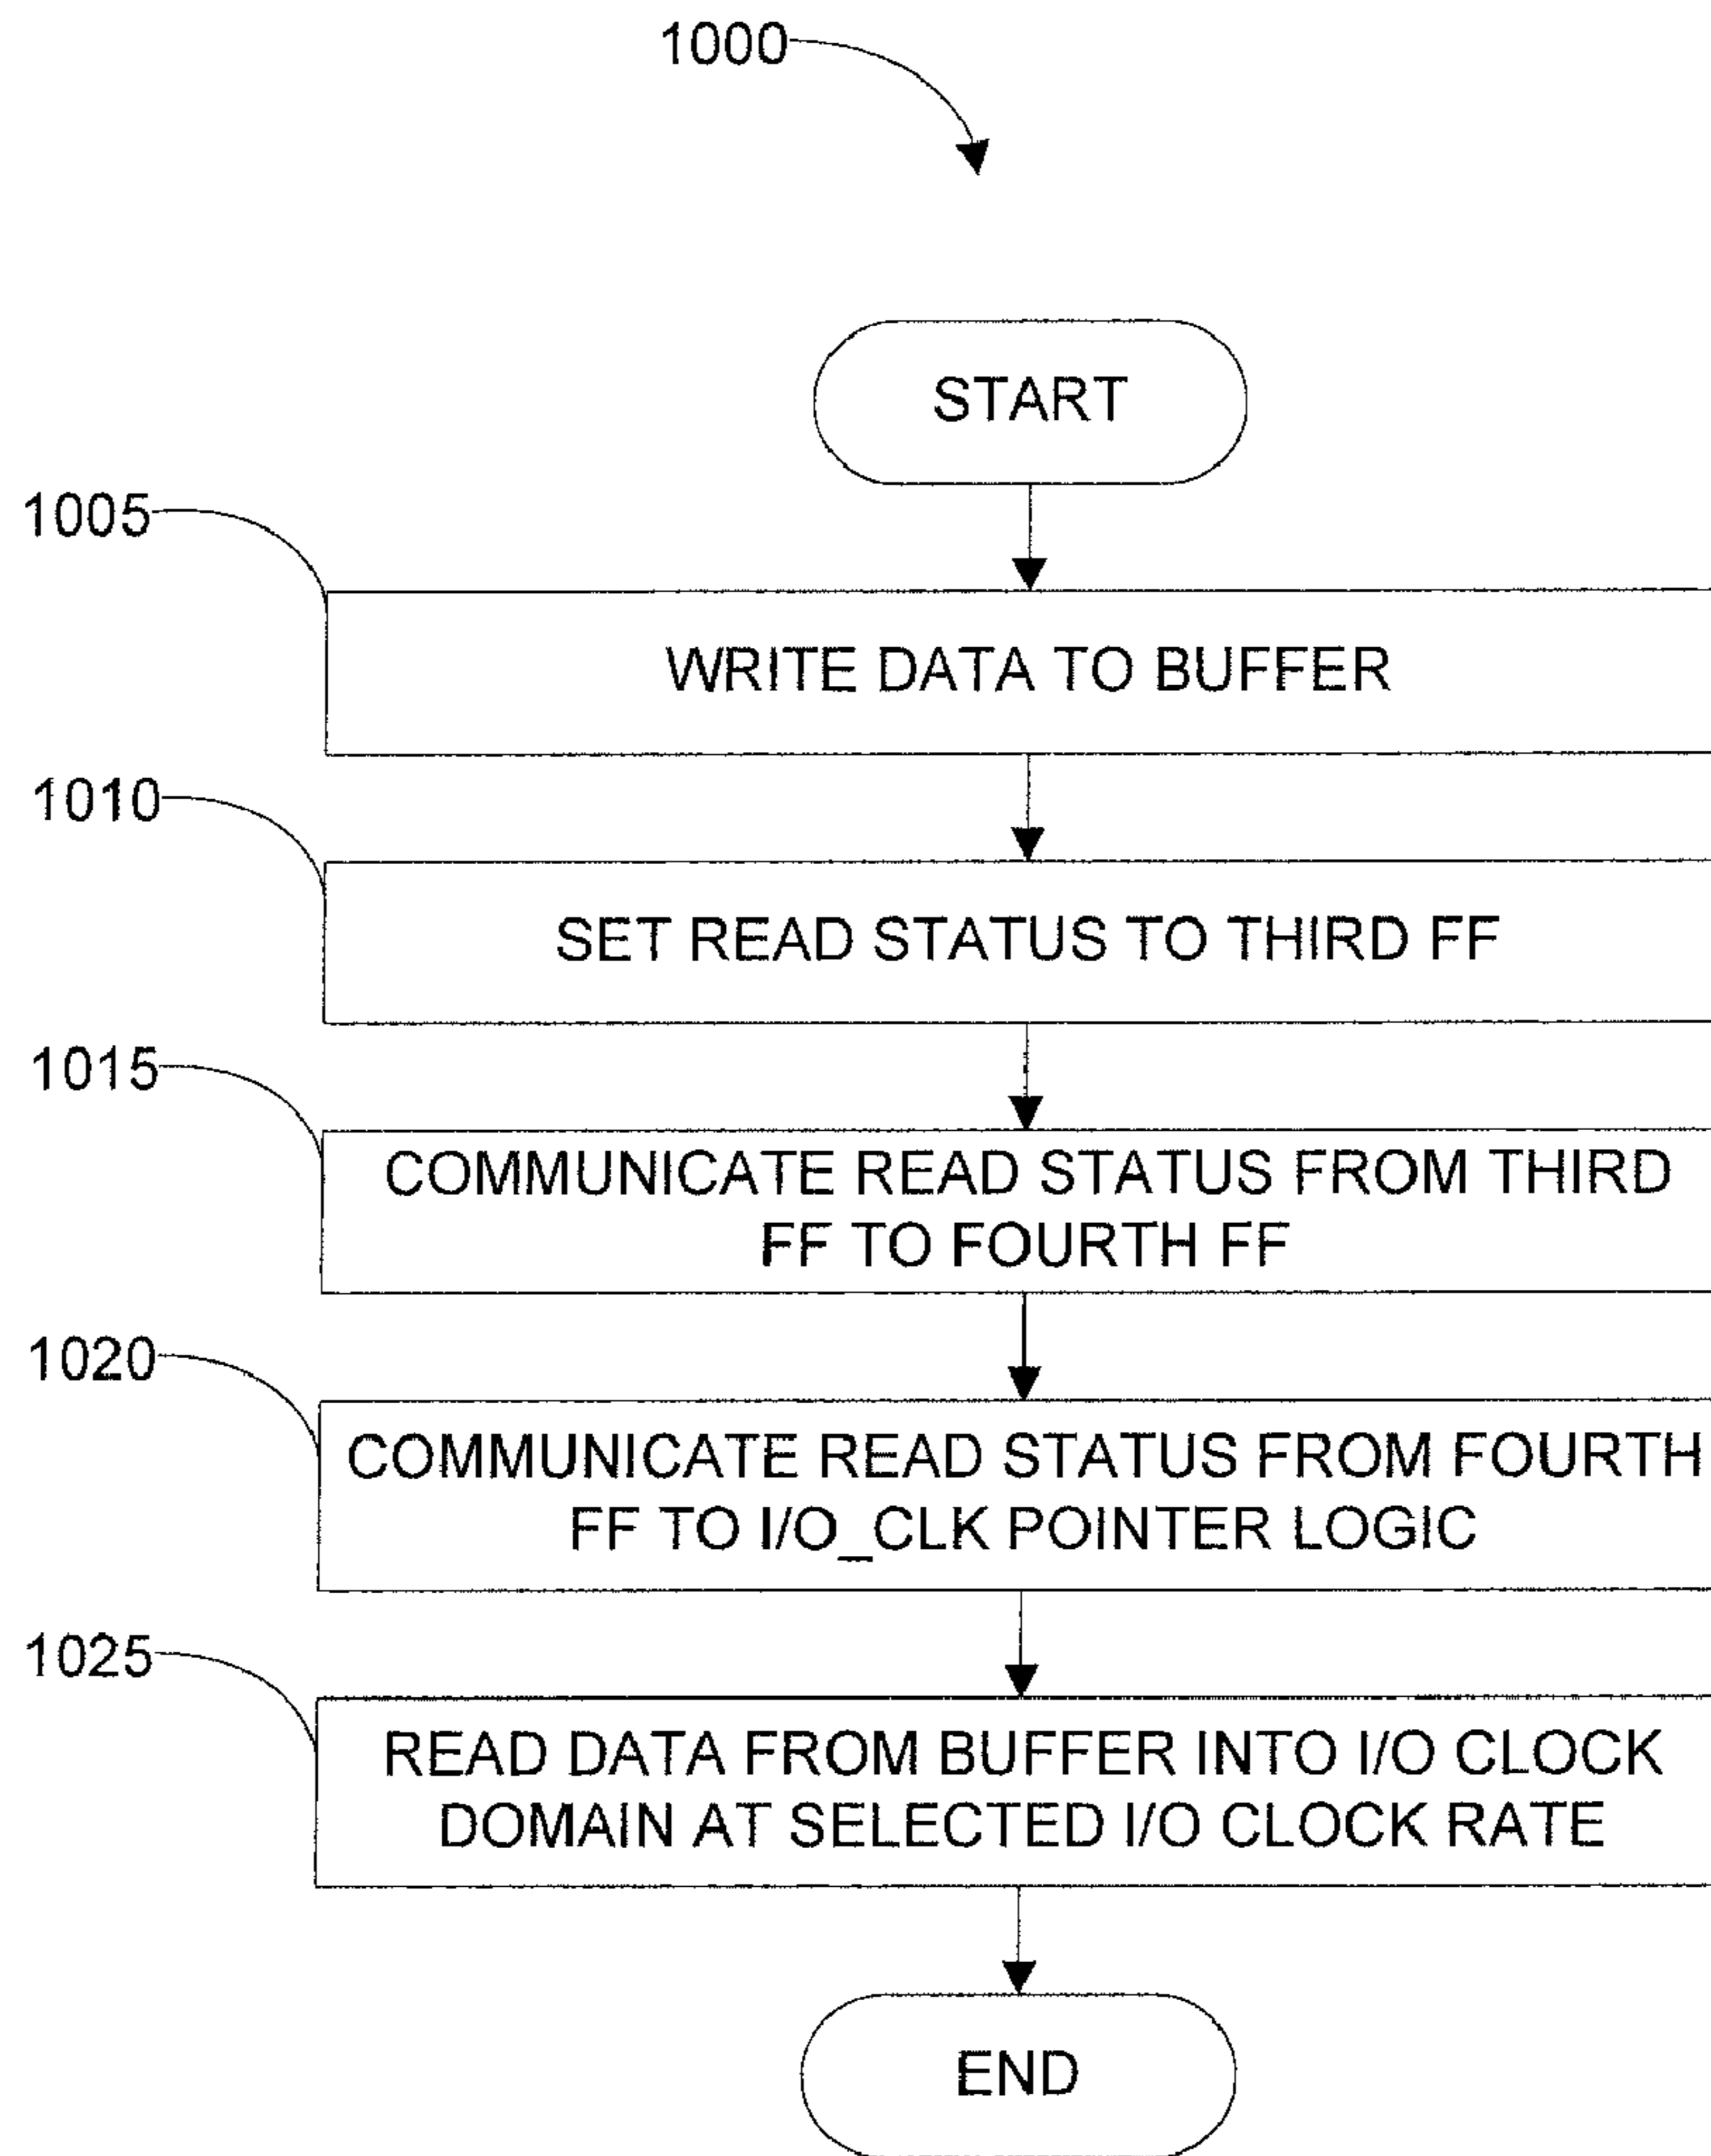 1000
START
1005
WRITE DATA TO BUFFER
1010
SET READ STATUS TO THIRD FF
1015
COMMUNICATE READ STATUS FROM THIRD
FF TO FOURTH FF
1020
COMMUNICATE READ STATUS FROM FOURTH
FF TO I/O_CLK POINTER LOGIC
1025
READ DATA FROM BUFFER INTO I/O CLOCK
DOMAIN AT SELECTED I/O CLOCK RATE
END